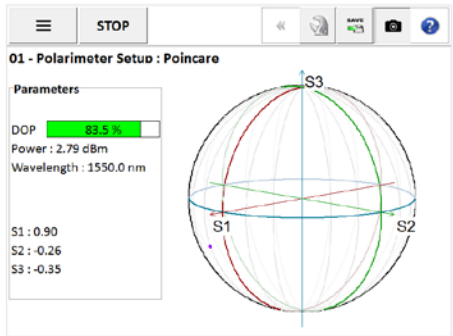 STOP
SAVE
01 - Polarimeter Setup : Poincare
Parameters
DOP 83.5 %
Power : 2.79 dBm
Wavelength : 1550.0 nm
S1 : 0.90
S2 : -0.26
S3 : -0.35
S3
S1
S2